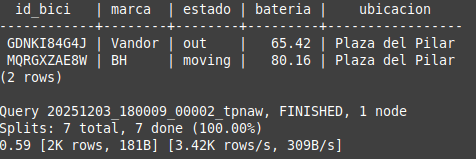 id_bici | marca | estado | bateria | ubicacion
------------+--------+--------+---------+------------------
GDNKI84G4J | Vandor | out | 65.42 | Plaza del Pilar
MQRGXZAE8W | BH | moving | 80.16 | Plaza del Pilar
(2 rows)
Query 20251203_180009_00002_tpnaw, FINISHED, 1 node
Splits: 7 total, 7 done (100.00%)
0.59 [2K rows, 181B] [3.42K rows/s, 309B/s]